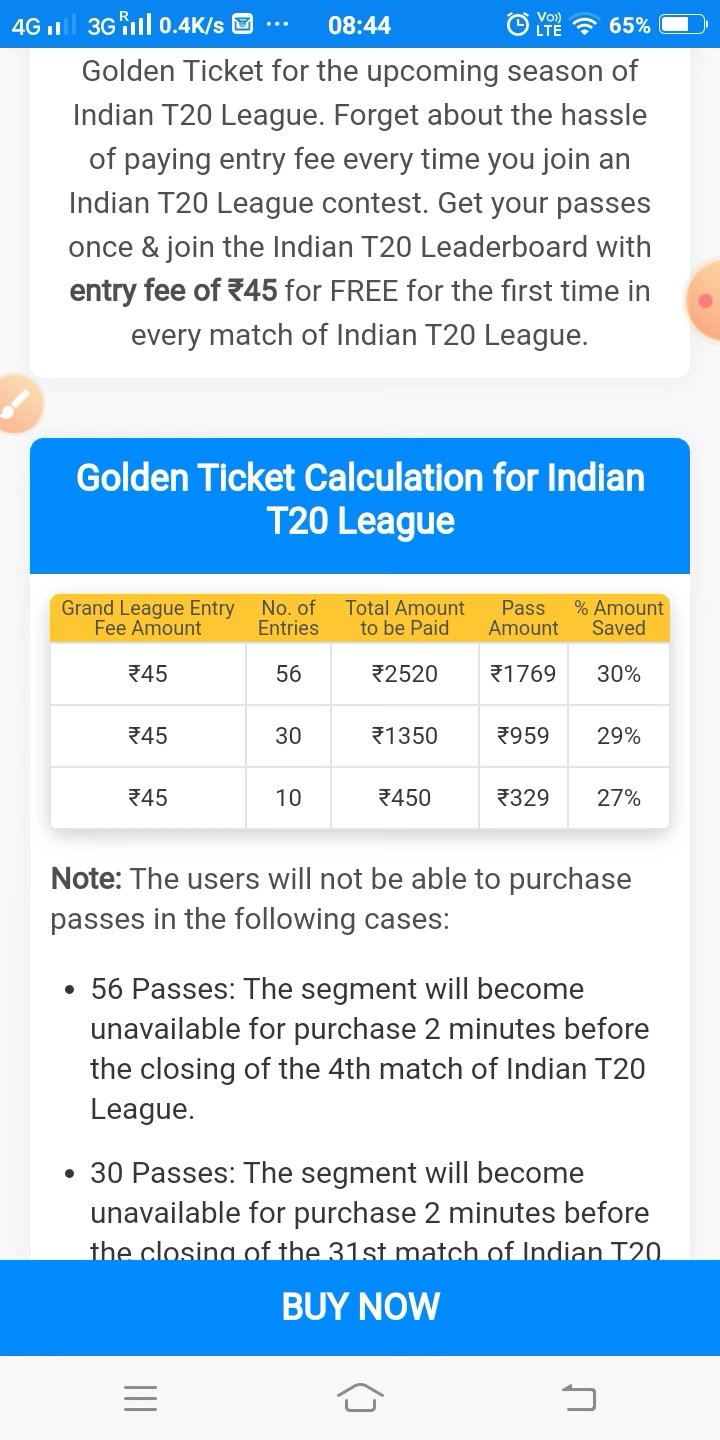 4G 3G R 0.4K/s ... 08:44 Vo)) LTE 65%
Golden Ticket for the upcoming season of
Indian T20 League. Forget about the hassle
of paying entry fee every time you join an
Indian T20 League contest. Get your passes
once & join the Indian T20 Leaderboard with
entry fee of ₹45 for FREE for the first time in
every match of Indian T20 League.
Golden Ticket Calculation for Indian
T20 League
Grand League Entry Fee Amount No. of Entries Total Amount to be Paid Pass Amount % Amount Saved
₹45 56 ₹2520 ₹1769 30%
₹45 30 ₹1350 ₹959 29%
₹45 10 ₹450 ₹329 27%
Note: The users will not be able to purchase
passes in the following cases:
• 56 Passes: The segment will become
unavailable for purchase 2 minutes before
the closing of the 4th match of Indian T20
League.
• 30 Passes: The segment will become
unavailable for purchase 2 minutes before
the closing of the 31st match of Indian T20
BUY NOW